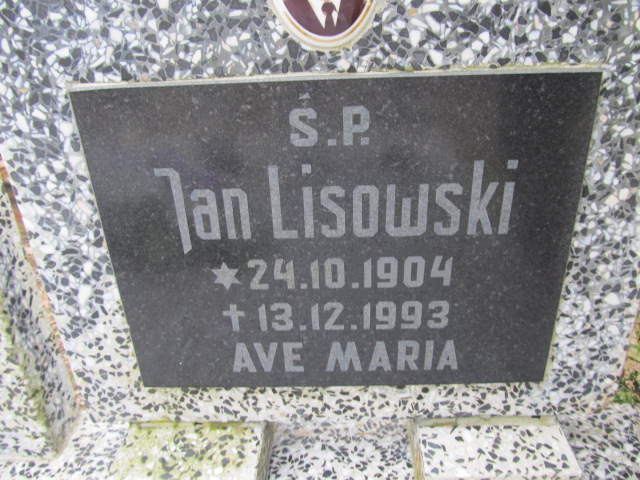 Ś.P.
Jan Lisowski
✶ 24.10.1904
✝ 13.12.1993
AVE MARIA